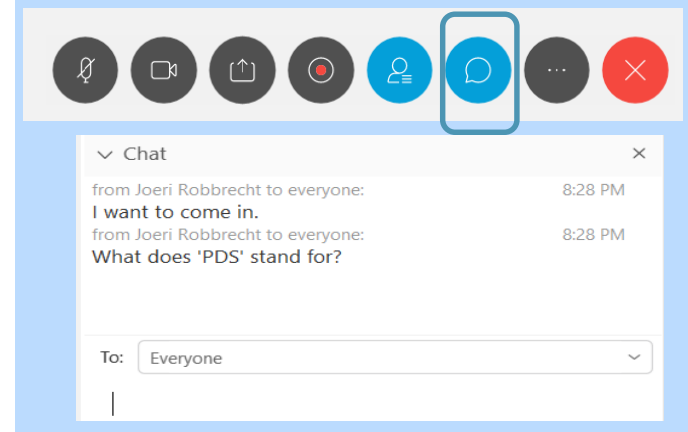 Chat
from Joeri Robbrecht to everyone: 8:28 PM
I want to come in.
from Joeri Robbrecht to everyone: 8:28 PM
What does 'PDS' stand for?
To: Everyone